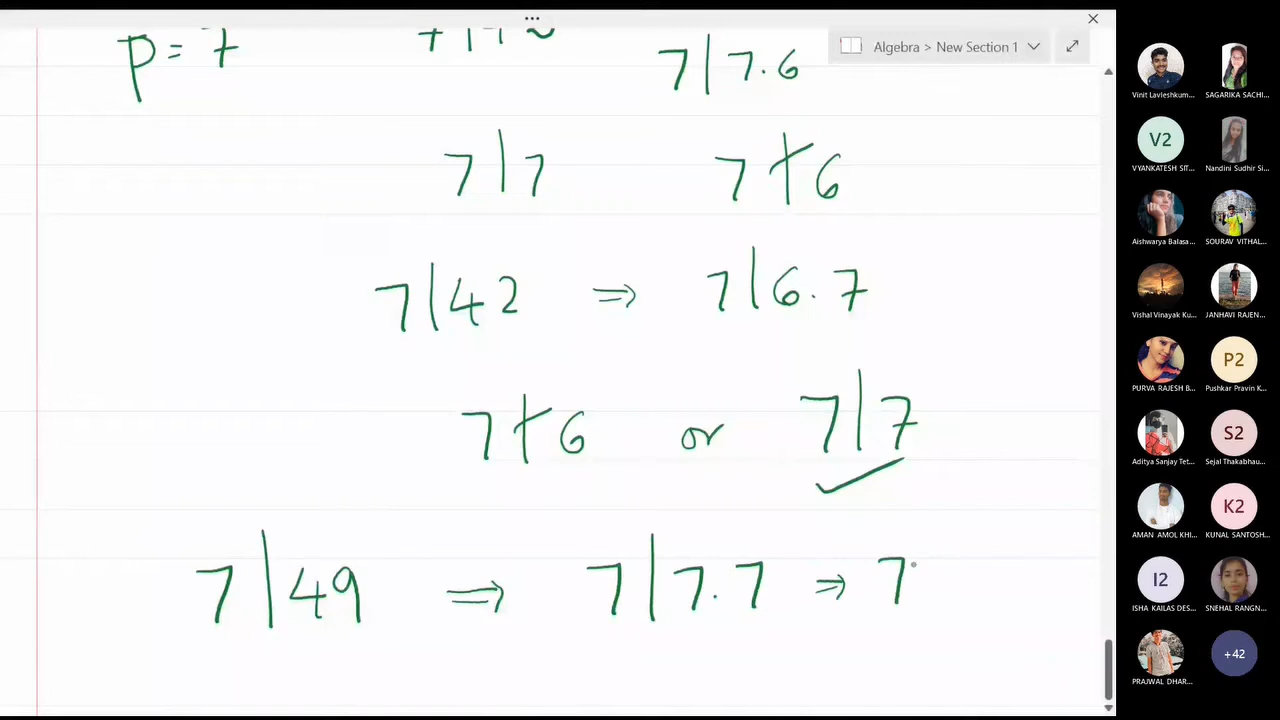 Algebra > New Section 1
p = 7
7 | 7.6
7 | 7 7 ∤ 6
7 | 42 ⇒ 7 | 6.7
7 ∤ 6 or 7 | 7
7 | 49 ⇒ 7 | 7.7 ⇒ 7
Vinit Lavleshkum... SAGARIKA SACHI...
V2
VYANKATESH SIT... Nandini Sudhir Si...
Aishwarya Balasa... SOURAV VITHAL...
Vishal Vinayak Ku... JANHAVI RAJEN...
P2
PURVA RAJESH B... Pushkar Pravin K...
S2
Aditya Sanjay Tet... Sejal Thakabhau...
K2
AMAN AMOL KHI... KUNAL SANTOSH...
I2
ISHA KAILAS DES... SNEHAL RANGN...
+42
PRAJWAL DHAR...